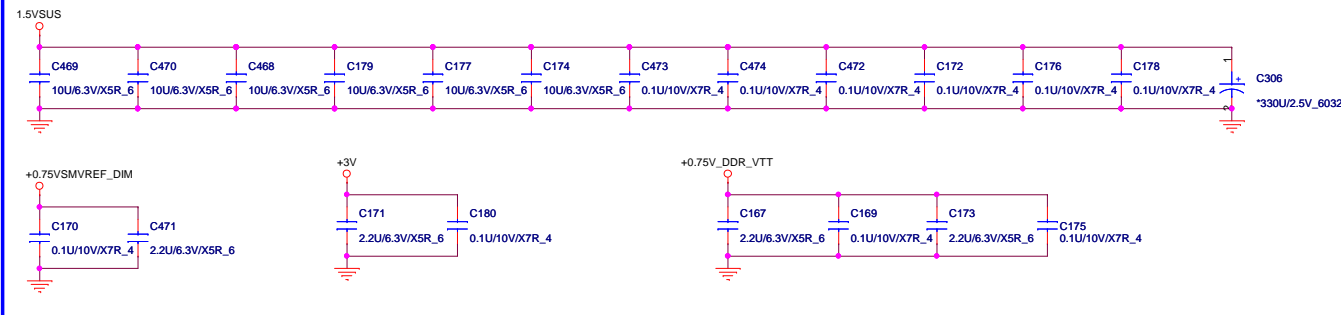 1.5VSUS
C469 C470 C468 C179 C177 C174 C473 C474 C472 C172 C176 C178
10U/6.3V/X5R_6 10U/6.3V/X5R_6 10U/6.3V/X5R_6 10U/6.3V/X5R_6 10U/6.3V/X5R_6 10U/6.3V/X5R_6 0.1U/10V/X7R_4 0.1U/10V/X7R_4 0.1U/10V/X7R_4 0.1U/10V/X7R_4 0.1U/10V/X7R_4 0.1U/10V/X7R_4
1
+ C306
*330U/2.5V_6032
2
+0.75VSMVREF_DIM
C170 C471
0.1U/10V/X7R_4 2.2U/6.3V/X5R_6
+3V
C171 C180
2.2U/6.3V/X5R_6 0.1U/10V/X7R_4
+0.75V_DDR_VTT
C167 C169 C173 C175
2.2U/6.3V/X5R_6 0.1U/10V/X7R_4 2.2U/6.3V/X5R_6 0.1U/10V/X7R_4